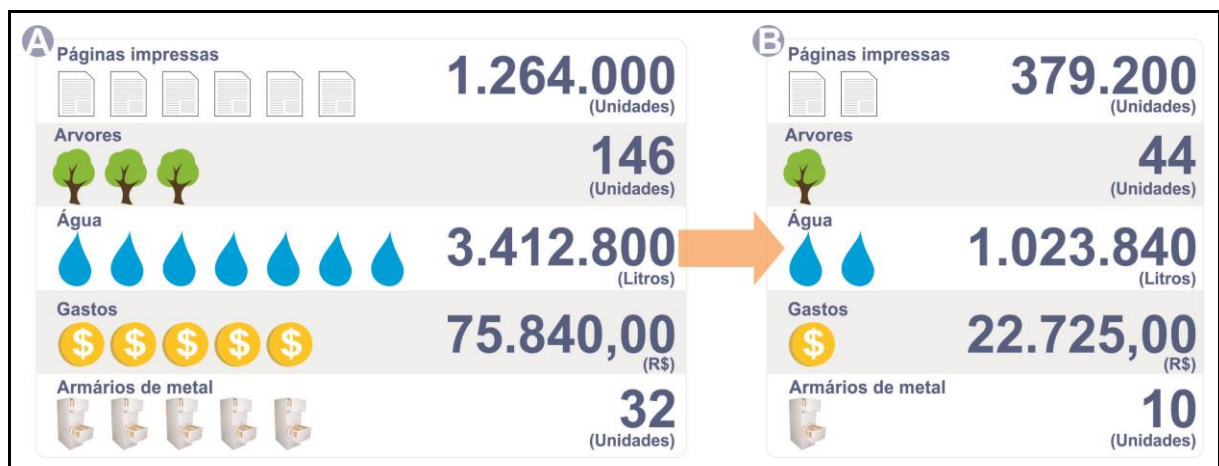 A
Páginas impressas
1.264.000
(Unidades)
Arvores
146
(Unidades)
Água
3.412.800
(Litros)
Gastos
$ $ $ $ $
75.840,00
(R$)
Armários de metal
32
(Unidades)
B
Páginas impressas
379.200
(Unidades)
Arvores
44
(Unidades)
Água
1.023.840
(Litros)
Gastos
$
22.725,00
(R$)
Armários de metal
10
(Unidades)